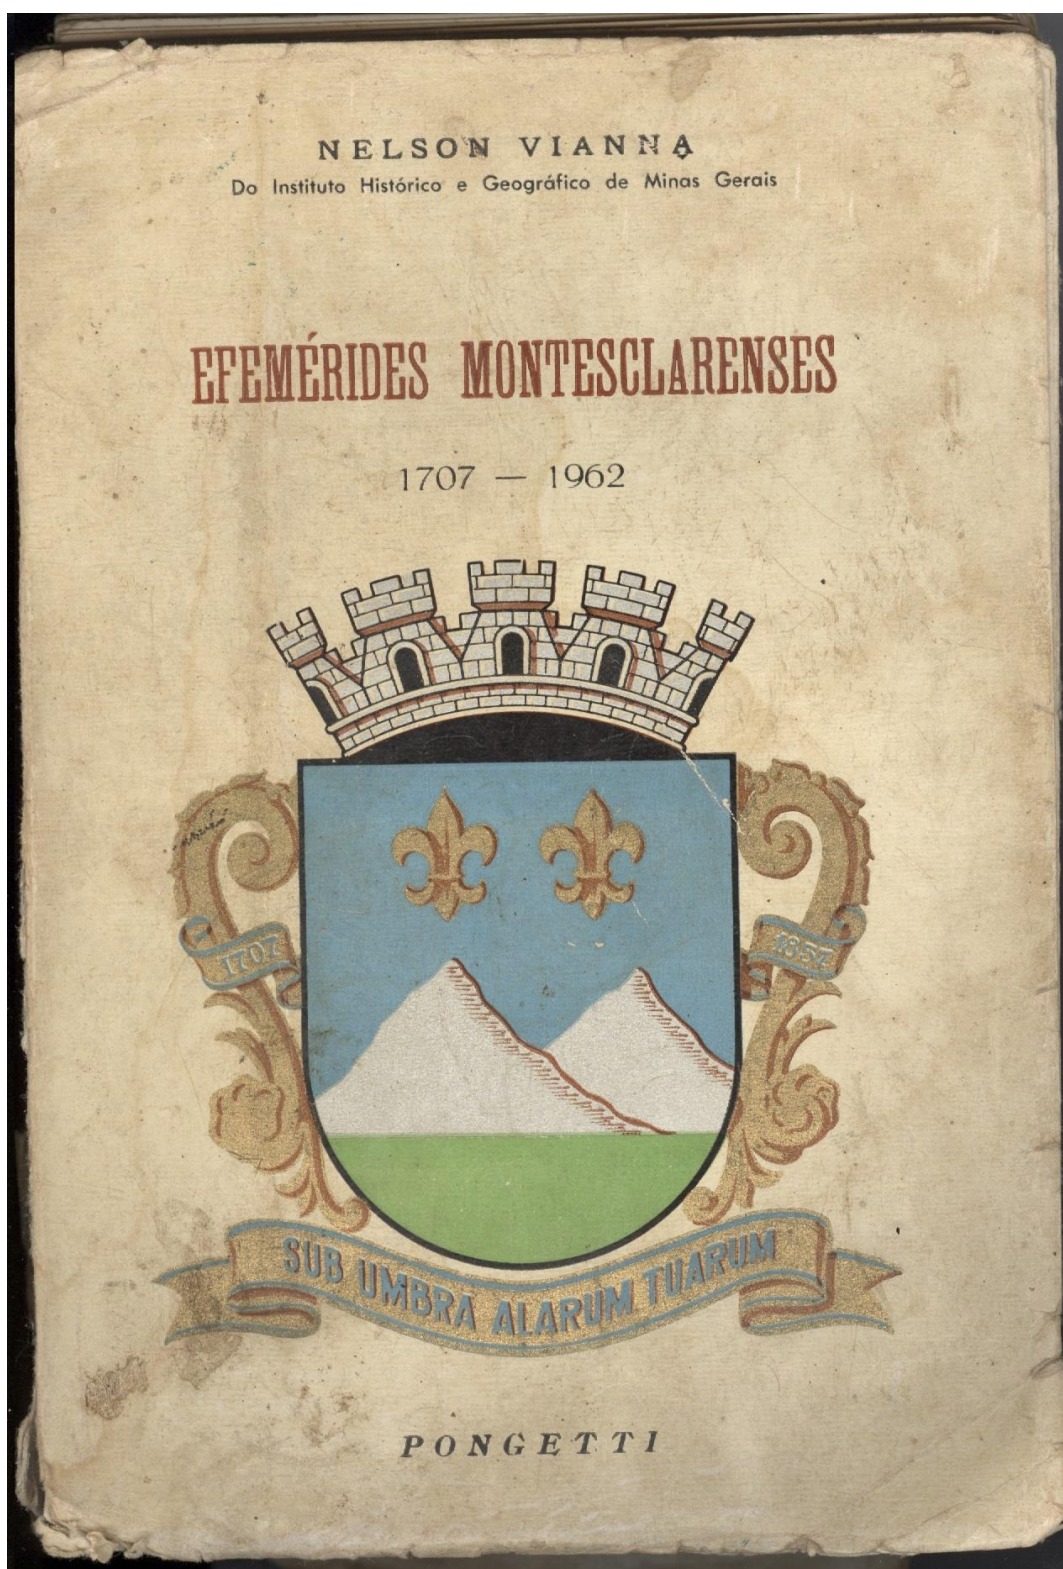 NELSON VIANNA
Do Instituto Histórico e Geográfico de Minas Gerais
EFEMÉRIDES MONTESCLARENSES
1707 — 1962
1707
1857
SUB UMBRA ALARUM TUARUM
PONGETTI